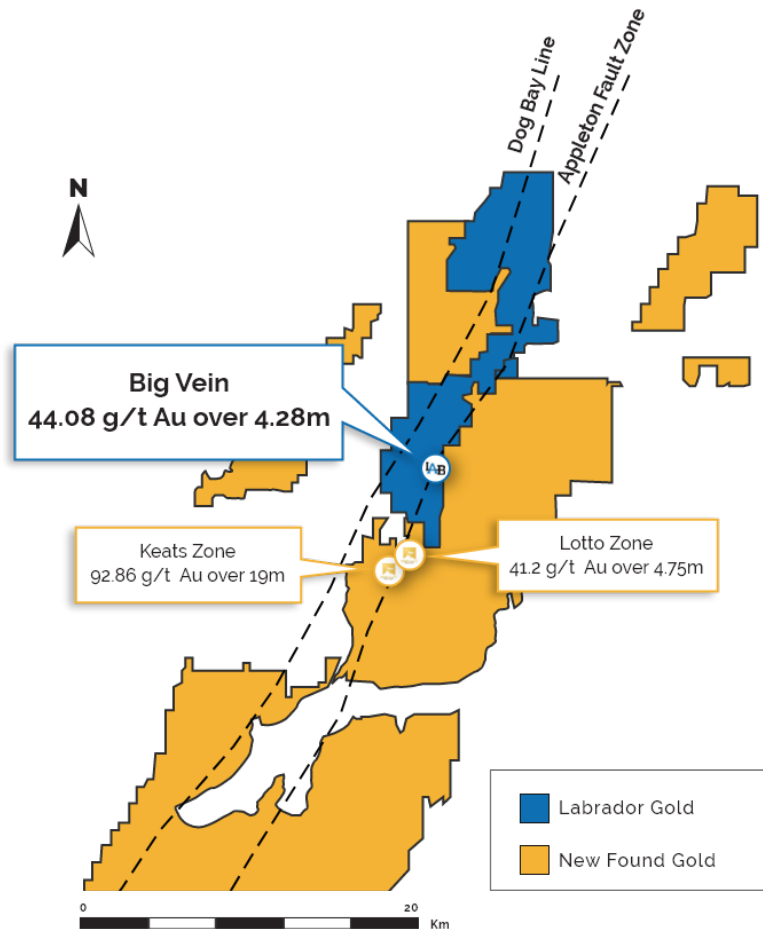 Dog Bay Line
Appleton Fault Zone
N
Big Vein
44.08 g/t Au over 4.28m
LAB
Keats Zone
92.86 g/t Au over 19m
Lotto Zone
41.2 g/t Au over 4.75m
Labrador Gold
New Found Gold
0
20
Km